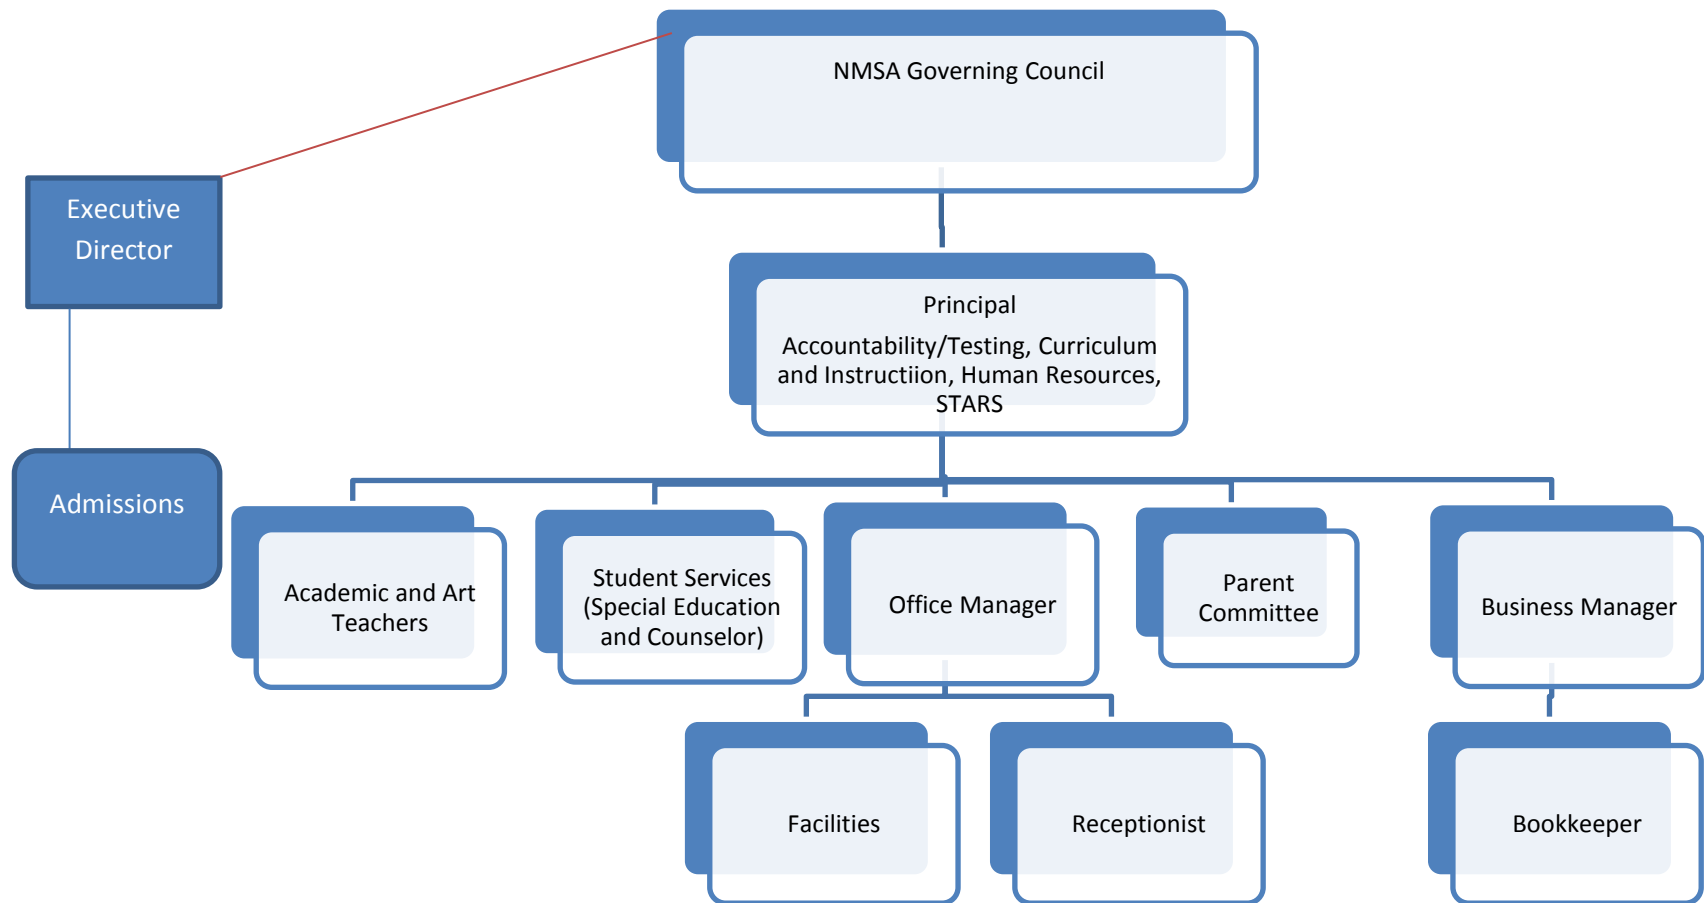 NMSA Governing Council
Executive
Director
Principal
Accountability/Testing, Curriculum
and Instructiion, Human Resources,
STARS
Admissions
Academic and Art
Teachers
Student Services
(Special Education
and Counselor)
Office Manager
Parent
Committee
Business Manager
Facilities
Receptionist
Bookkeeper